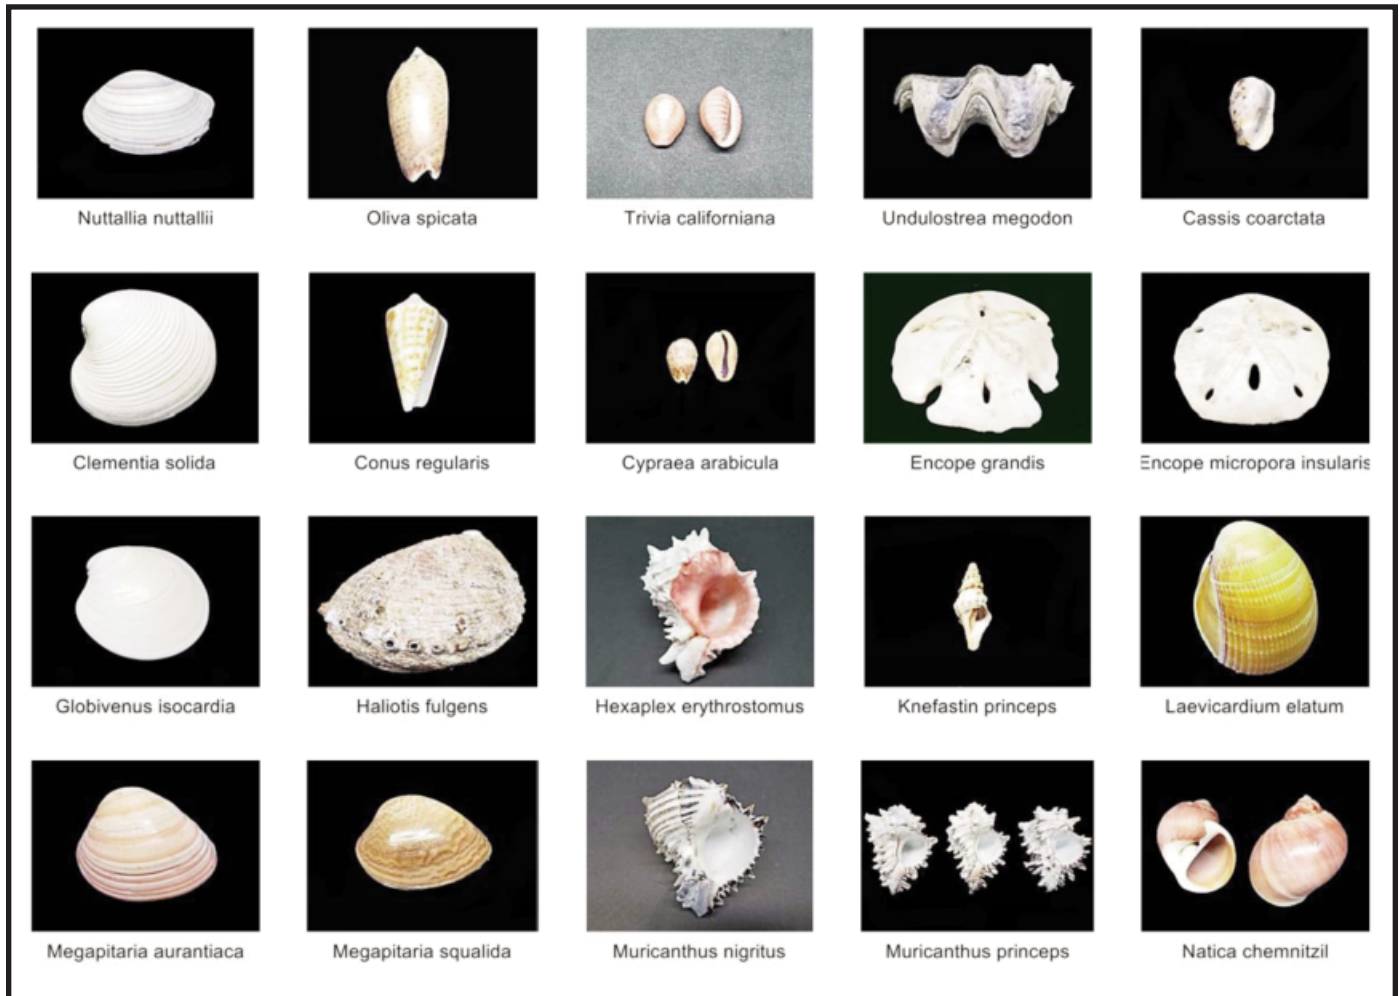 Nuttallia nuttallii
Oliva spicata
Trivia californiana
Undulostrea megodon
Cassis coarctata
Clementia solida
Conus regularis
Cypraea arabicula
Encope grandis
Encope micropora insularis
Globivenus isocardia
Haliotis fulgens
Hexaplex erythrostomus
Knefastin princeps
Laevicardium elatum
Megapitaria aurantiaca
Megapitaria squalida
Muricanthus nigritus
Muricanthus princeps
Natica chemnitzil